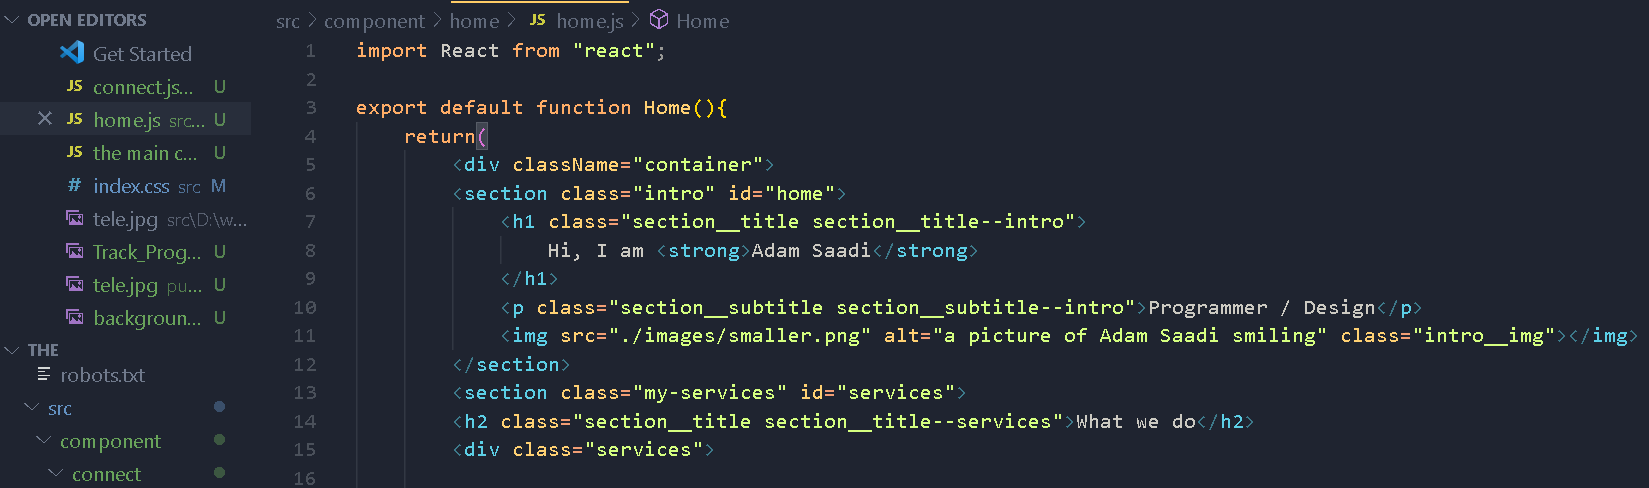 OPEN EDITORS
Get Started
JS connect.js... U
JS home.js src... U
JS the main c... U
# index.css src M
tele.jpg src\D:\w...
Track_Prog... U
tele.jpg pu... U
backgroun... U
THE
robots.txt
src
component
connect
src > component > home > JS home.js > Home
1 import React from "react";
2
3 export default function Home(){
4 return(
5 <div className="container">
6 <section class="intro" id="home">
7 <h1 class="section__title section__title--intro">
8 Hi, I am <strong>Adam Saadi</strong>
9 </h1>
10 <p class="section__subtitle section__subtitle--intro">Programmer / Design</p>
11 <img src="./images/smaller.png" alt="a picture of Adam Saadi smiling" class="intro__img"></img>
12 </section>
13 <section class="my-services" id="services">
14 <h2 class="section__title section__title--services">What we do</h2>
15 <div class="services">
16